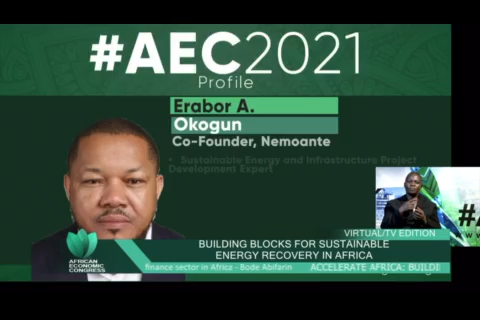 #AEC2021
Profile
Erabor A.
Okogun
Co-Founder, Nemoante
• Sustainable Energy and Infrastructure Project
Development Expert
VIRTUAL/TV EDITION
BUILDING BLOCKS FOR SUSTAINABLE
ENERGY RECOVERY IN AFRICA
AFRICAN
ECONOMIC
CONGRESS
finance sector in Africa - Bode Abifarin
ACCELERATE AFRICA: BUILDI